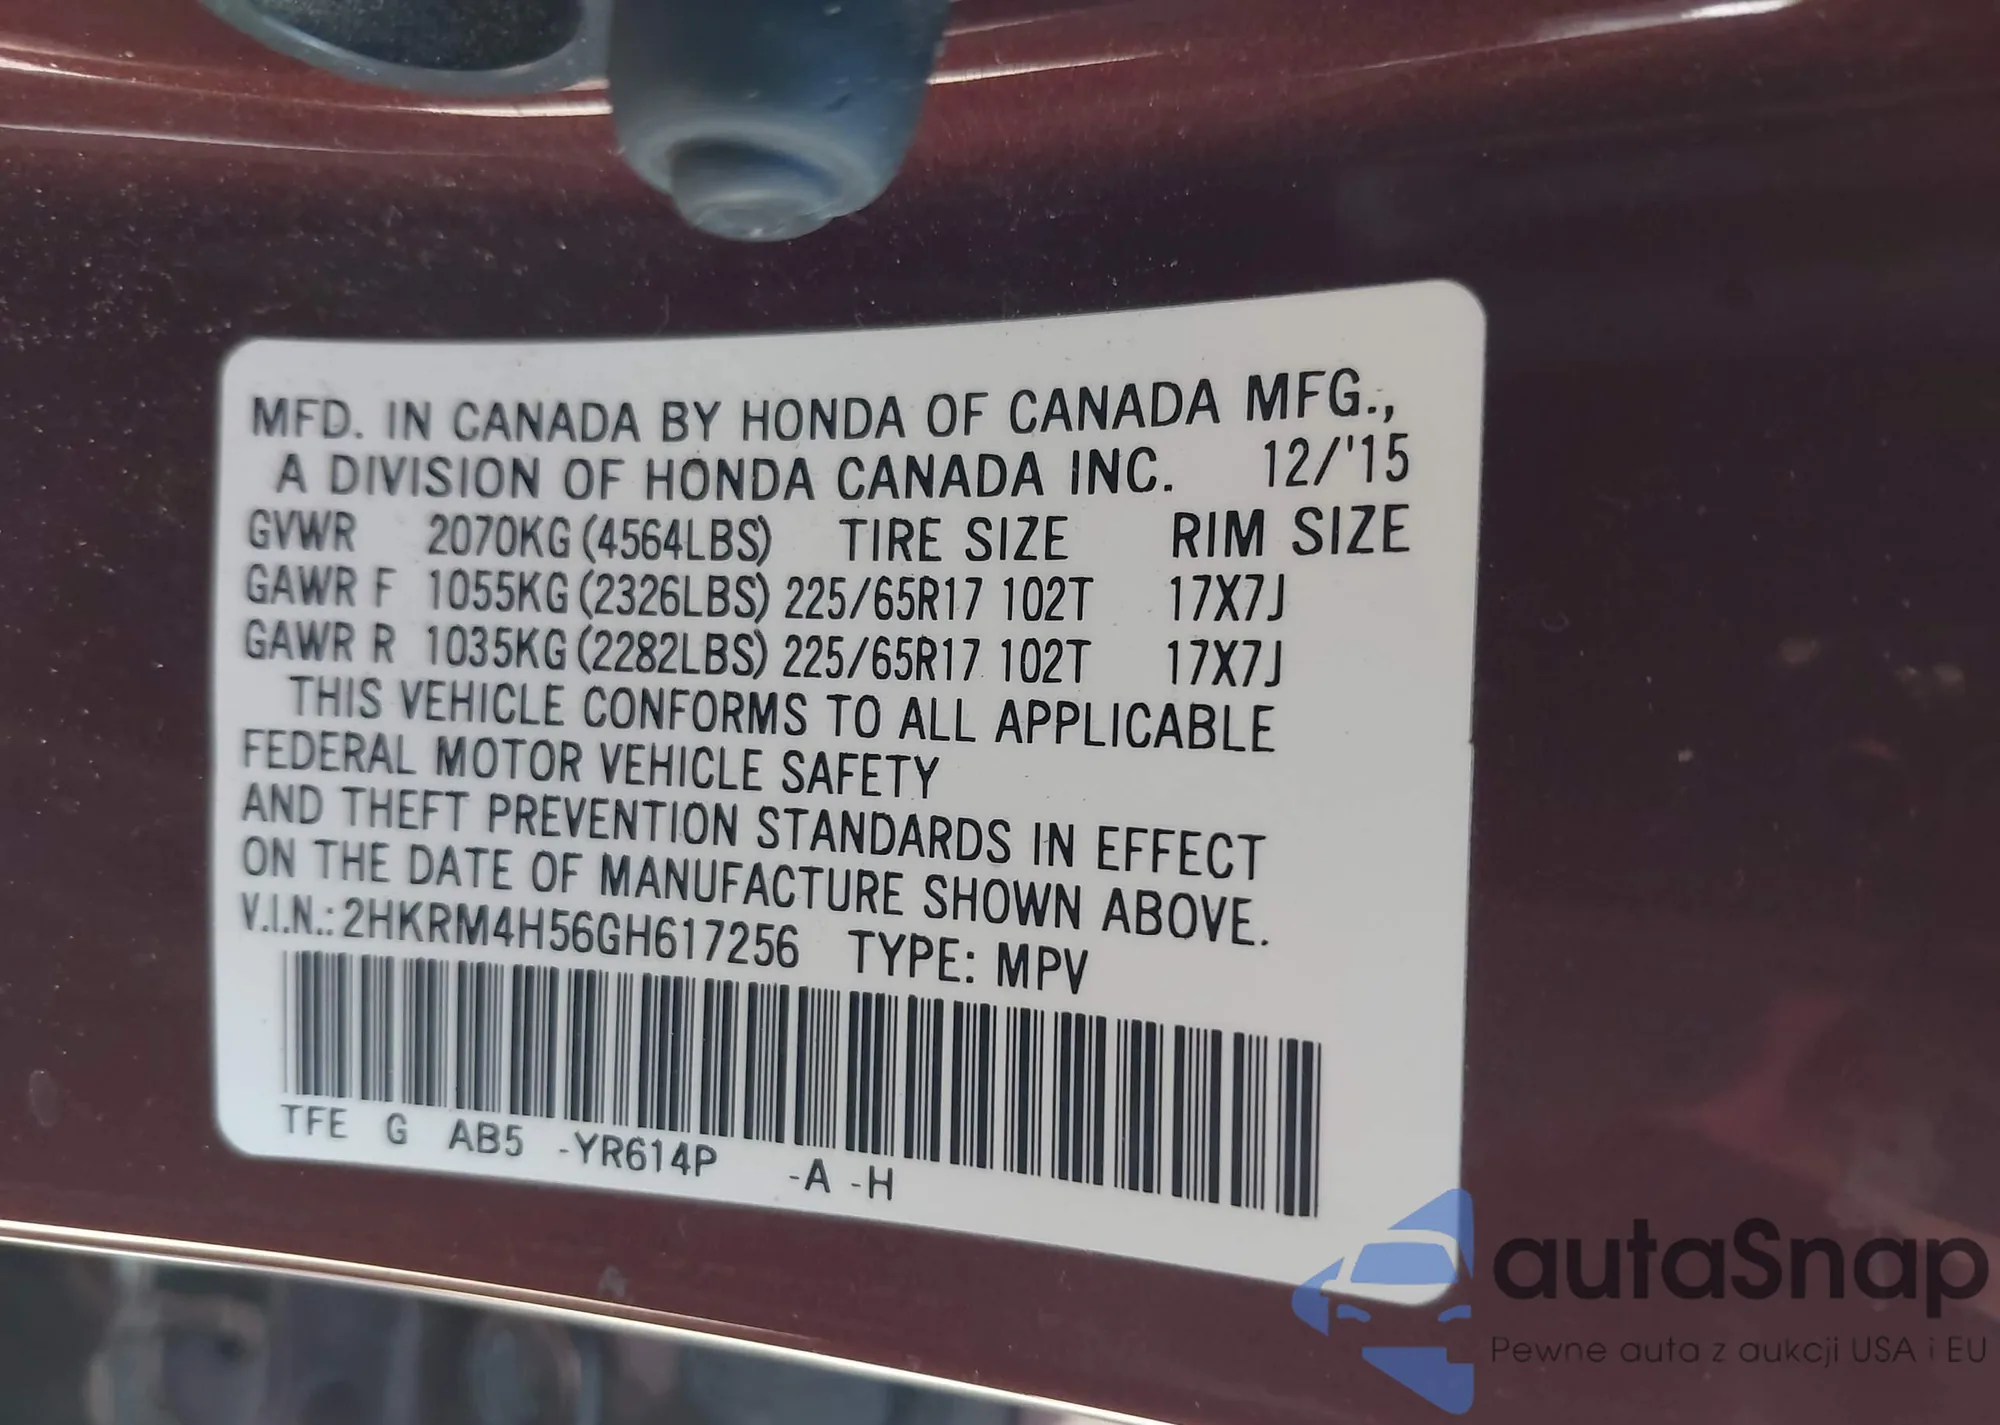 MFD. IN CANADA BY HONDA OF CANADA MFG.,
A DIVISION OF HONDA CANADA INC. 12/'15
GVWR 2070KG (4564LBS) TIRE SIZE RIM SIZE
GAWR F 1055KG (2326LBS) 225/65R17 102T 17X7J
GAWR R 1035KG (2282LBS) 225/65R17 102T 17X7J
THIS VEHICLE CONFORMS TO ALL APPLICABLE
FEDERAL MOTOR VEHICLE SAFETY
AND THEFT PREVENTION STANDARDS IN EFFECT
ON THE DATE OF MANUFACTURE SHOWN ABOVE.
V.I.N.: 2HKRM4H56GH617256 TYPE: MPV
TFE G AB5 -YR614P -A -H
autaSnap
Pewne auta z aukcji USA i EU